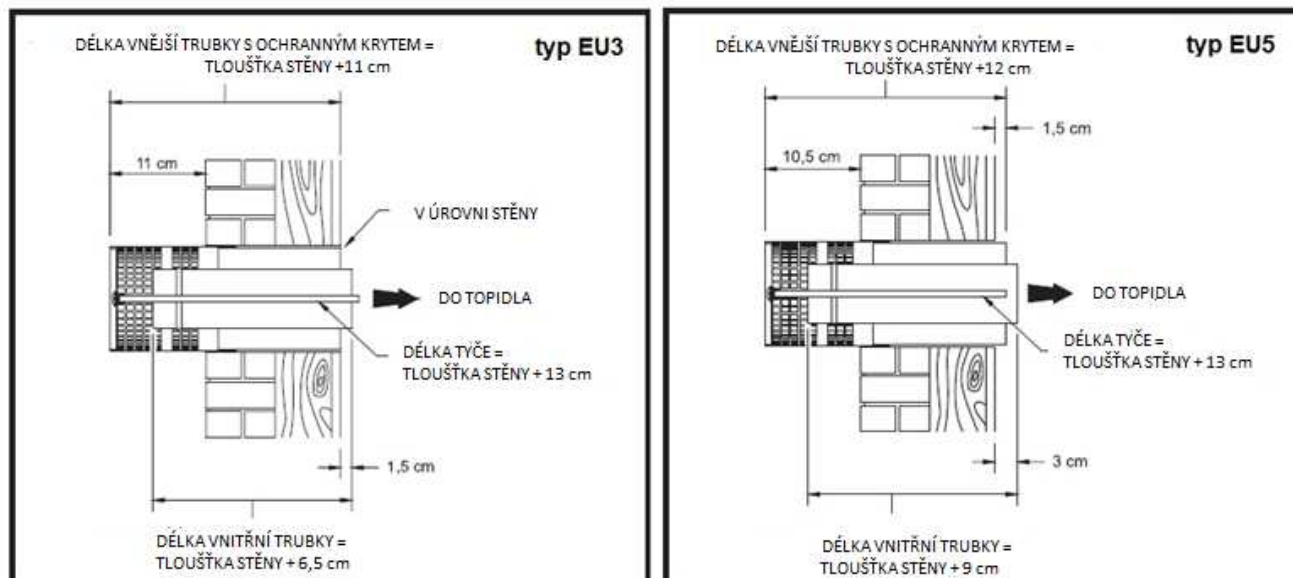 DÉLKA VNĚJŠÍ TRUBKY S OCHRANNÝM KRYTEM =
TLOUŠŤKA STĚNY +11 cm
typ EU3
11 cm
V ÚROVNI STĚNY
DO TOPIDLA
DÉLKA TÝČE =
TLOUŠŤKA STĚNY + 13 cm
1,5 cm
DÉLKA VNITŘNÍ TRUBKY =
TLOUŠŤKA STĚNY + 6,5 cm
DÉLKA VNĚJŠÍ TRUBKY S OCHRANNÝM KRYTEM =
TLOUŠŤKA STĚNY +12 cm
typ EU5
1,5 cm
10,5 cm
DO TOPIDLA
DÉLKA TÝČE =
TLOUŠŤKA STĚNY + 13 cm
3 cm
DÉLKA VNITŘNÍ TRUBKY =
TLOUŠŤKA STĚNY + 9 cm